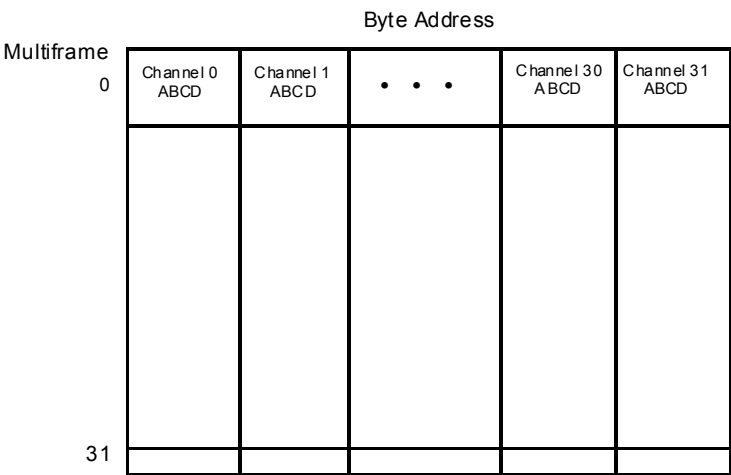 Byte Address
Multiframe
0
Channel 0
ABCD
Channel 1
ABCD
• • •
Channel 30
ABCD
Channel 31
ABCD
31